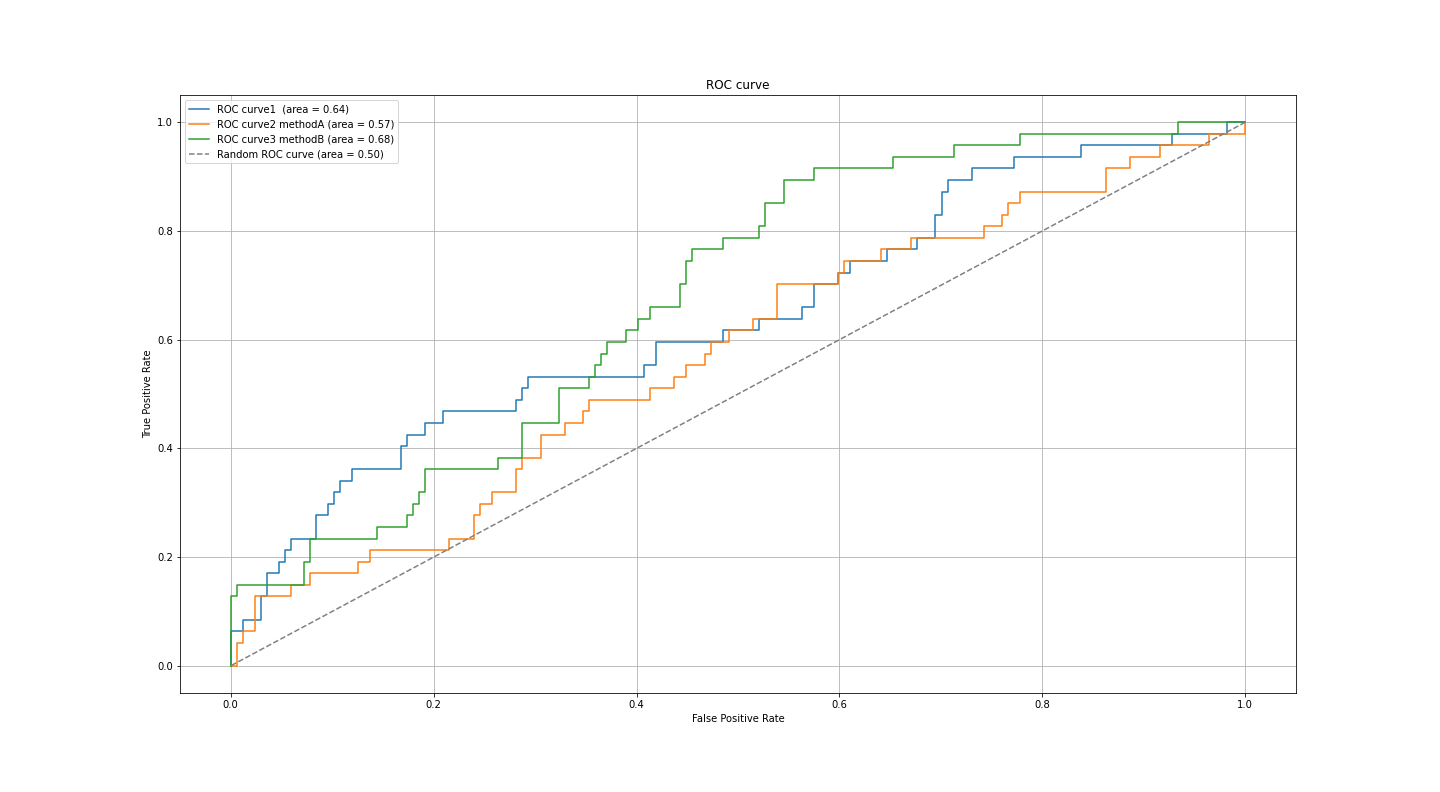 ROC curve
ROC curve1  (area = 0.64)
ROC curve2 methodA (area = 0.57)
ROC curve3 methodB (area = 0.68)
Random ROC curve (area = 0.50)
1.0
0.8
0.6
0.4
0.2
0.0
True Positive Rate
0.0 0.2 0.4 0.6 0.8 1.0
False Positive Rate